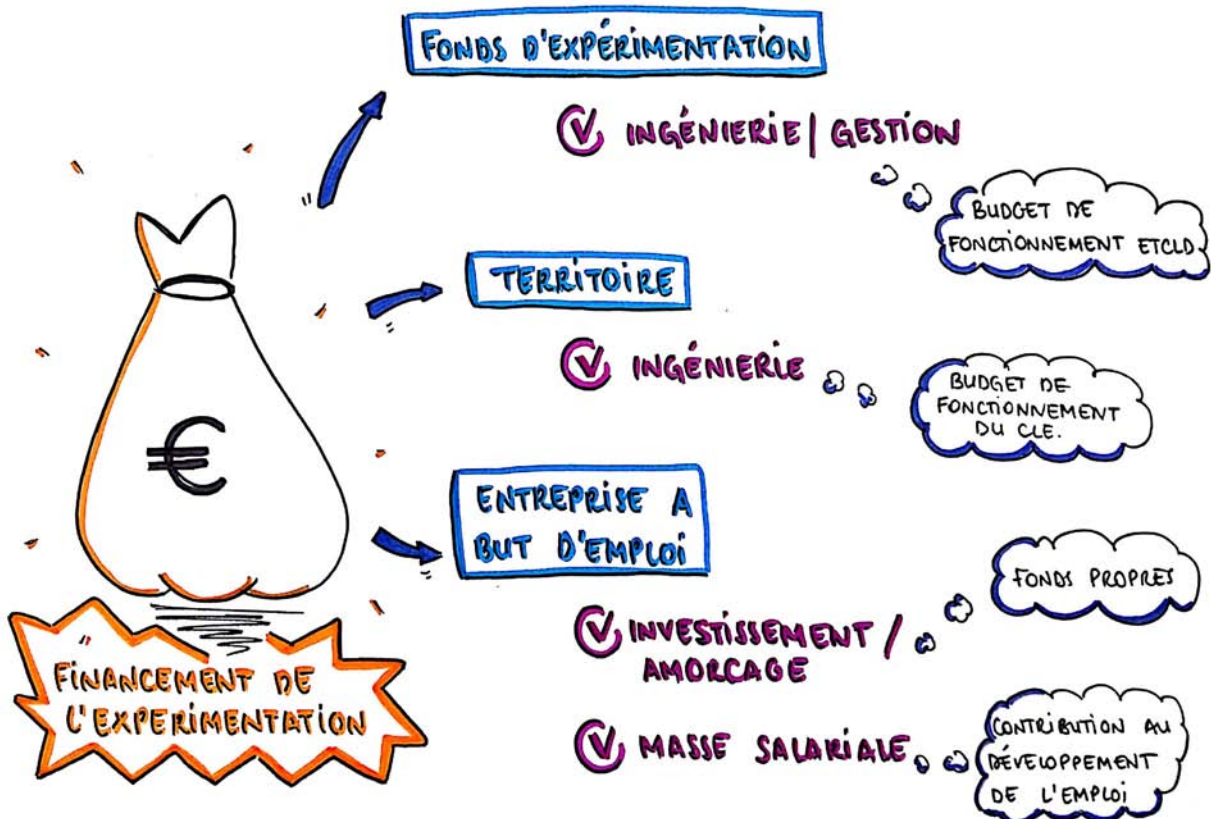 FONDS D'EXPÉRIMENTATION
INGÉNIERIE / GESTION
BUDGET DE
FONCTIONNEMENT ETCLD
TERRITOIRE
INGÉNIERIE
BUDGET DE
FONCTIONNEMENT
DU CLE.
€
ENTREPRISE A
BUT D'EMPLOI
FONDS PROPRES
INVESTISSEMENT /
AMORCAGE
FINANCEMENT DE
L'EXPERIMENTATION
MASSE SALARIALE
CONTRIBUTION AU
DÉVELOPPEMENT
DE L'EMPLOI